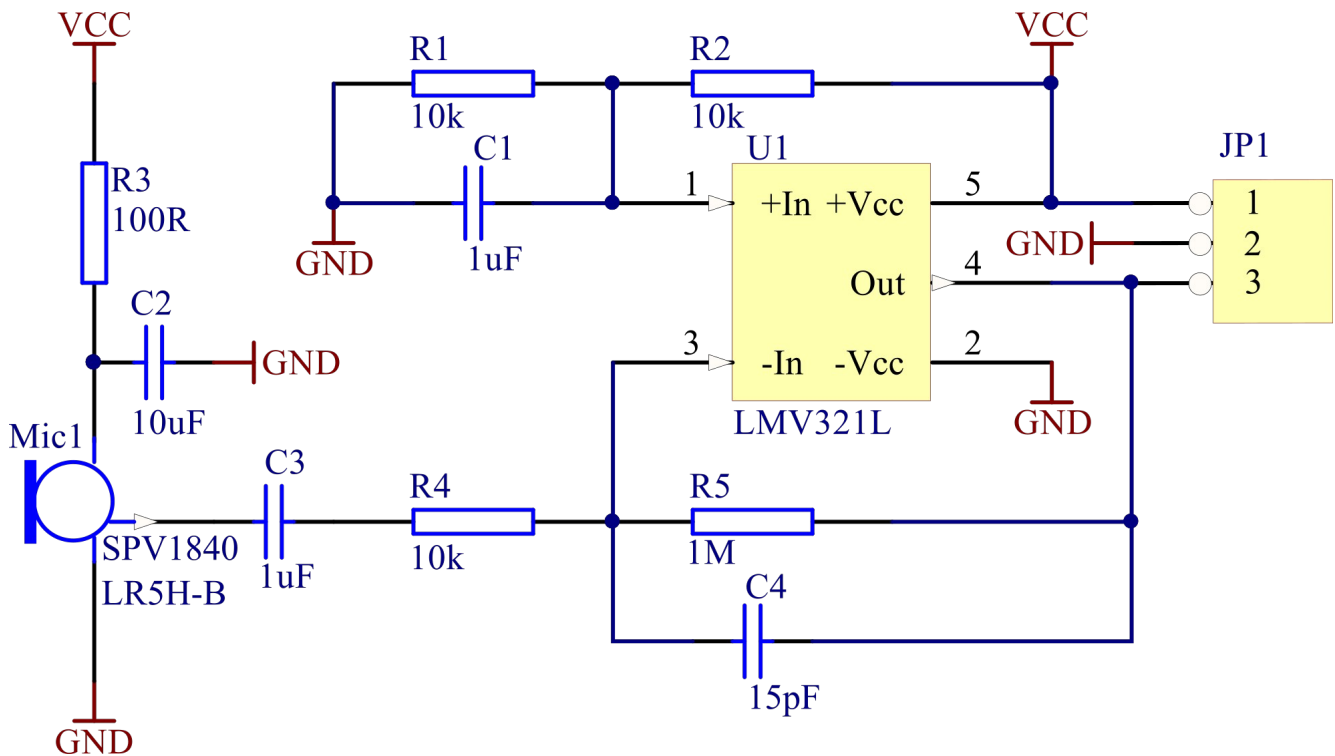 VCC
R1
R2
VCC
10k
10k
C1
U1
JP1
R3
100R
1
+In
+Vcc
5
1
1uF
GND
GND
2
Out
4
3
C2
GND
3
-In
-Vcc
2
10uF
LMV321L
GND
Mic1
C3
R4
R5
SPV1840
LR5H-B
1uF
10k
1M
C4
15pF
GND